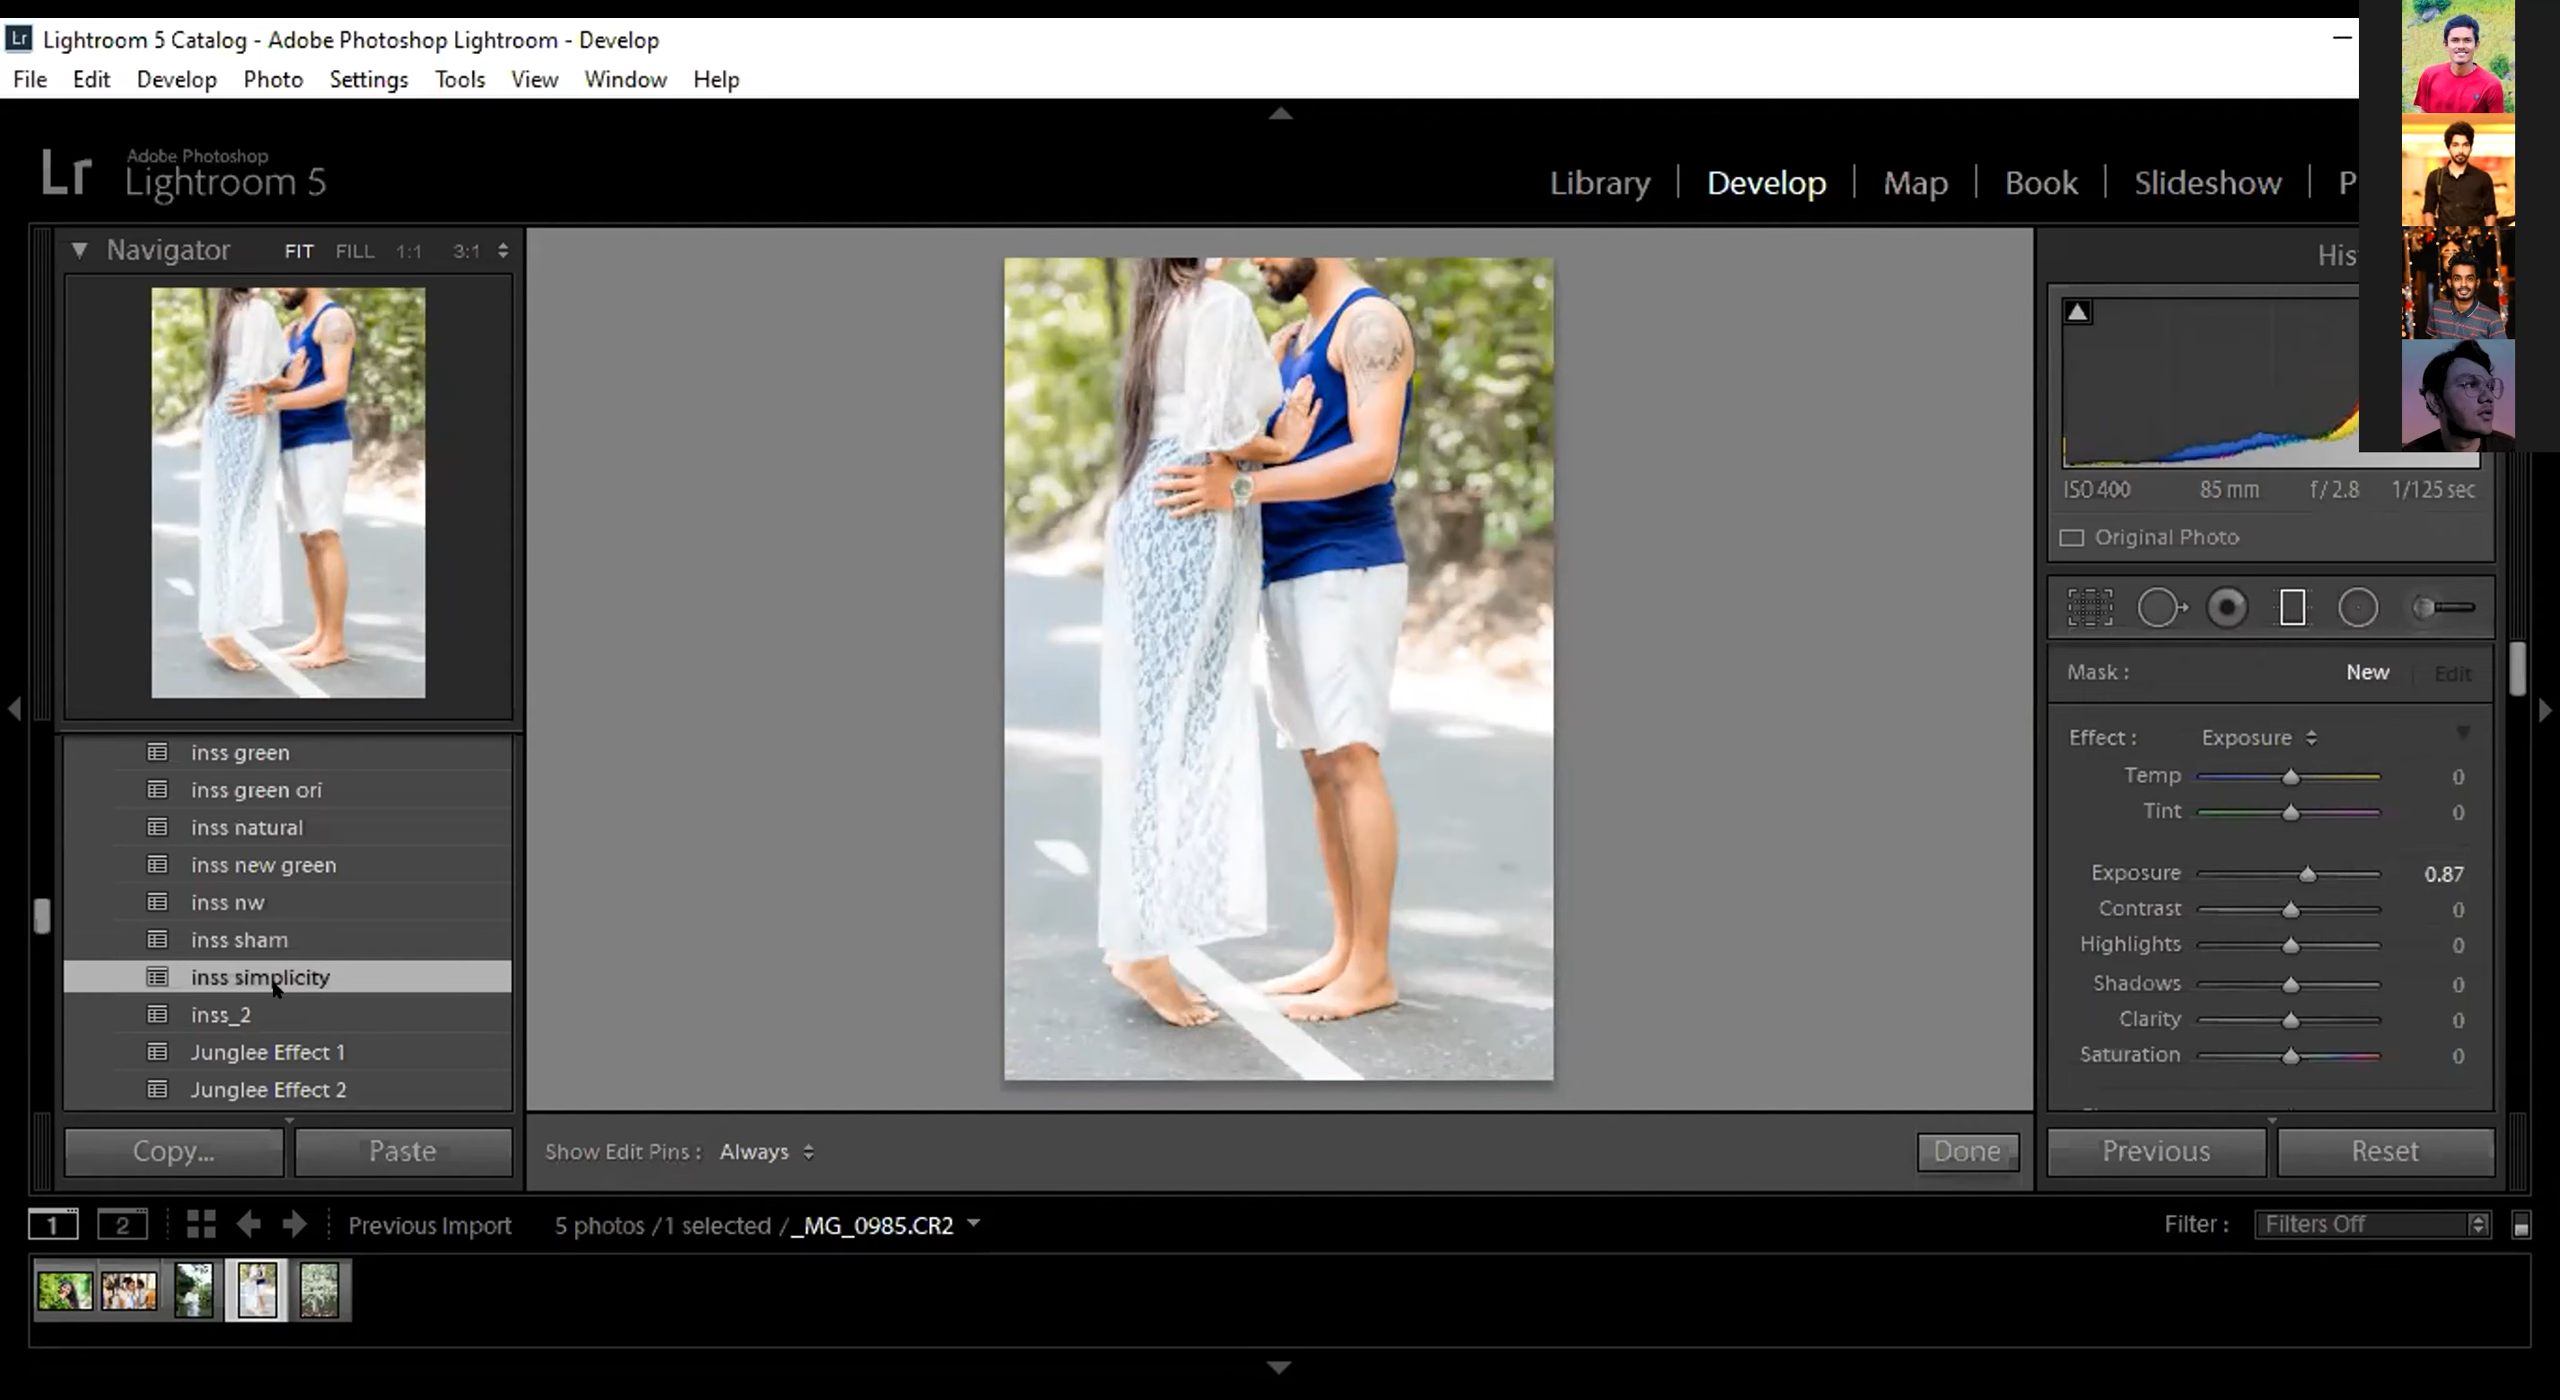 Lr Lightroom 5 Catalog - Adobe Photoshop Lightroom - Develop
File Edit Develop Photo Settings Tools View Window Help
Lr Adobe Photoshop
Lightroom 5
Library | Develop | Map | Book | Slideshow | P
Navigator FIT FILL 1:1 3:1
inss green
inss green ori
inss natural
inss new green
inss nw
inss sham
inss simplicity
inss_2
Junglee Effect 1
Junglee Effect 2
Copy... Paste
Show Edit Pins : Always Done
His
ISO 400 85 mm f / 2.8 1/125 sec
Original Photo
Mask : New Edit
Effect : Exposure
Temp 0
Tint 0
Exposure 0.87
Contrast 0
Highlights 0
Shadows 0
Clarity 0
Saturation 0
Previous Reset
1 2 Previous Import 5 photos /1 selected /_MG_0985.CR2 Filter : Filters Off